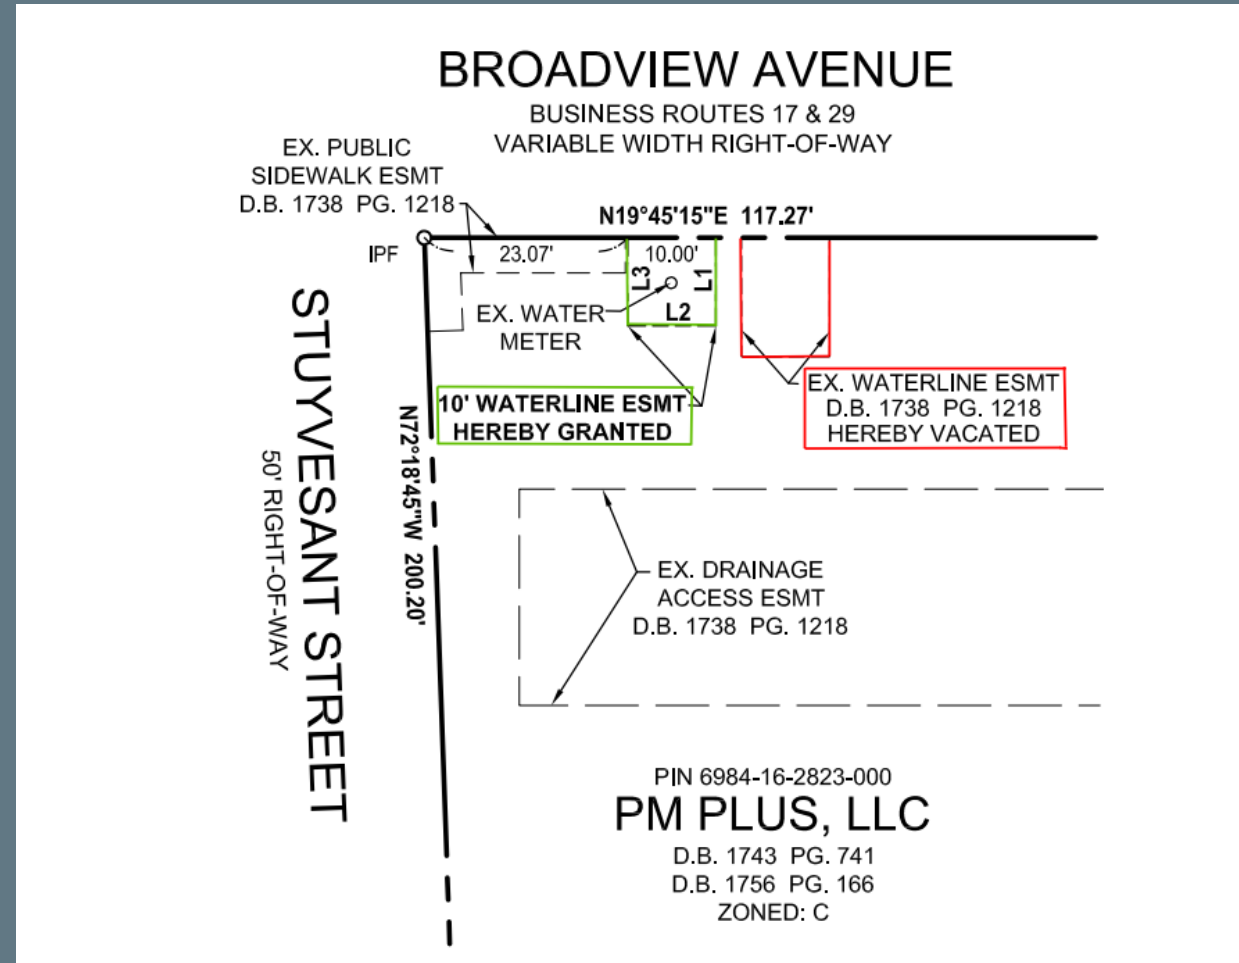 BROADVIEW AVENUE
BUSINESS ROUTES 17 & 29
VARIABLE WIDTH RIGHT-OF-WAY
EX. PUBLIC
SIDEWALK ESMT
D.B. 1738 PG. 1218
N19°45'15"E 117.27'
IPF
23.07'
10.00'
L3
L1
L2
EX. WATER
METER
10' WATERLINE ESMT
HEREBY GRANTED
EX. WATERLINE ESMT
D.B. 1738 PG. 1218
HEREBY VACATED
STUYVESANT STREET
50' RIGHT-OF-WAY
N72°18'45"W 200.20'
EX. DRAINAGE
ACCESS ESMT
D.B. 1738 PG. 1218
PIN 6984-16-2823-000
PM PLUS, LLC
D.B. 1743 PG. 741
D.B. 1756 PG. 166
ZONED: C